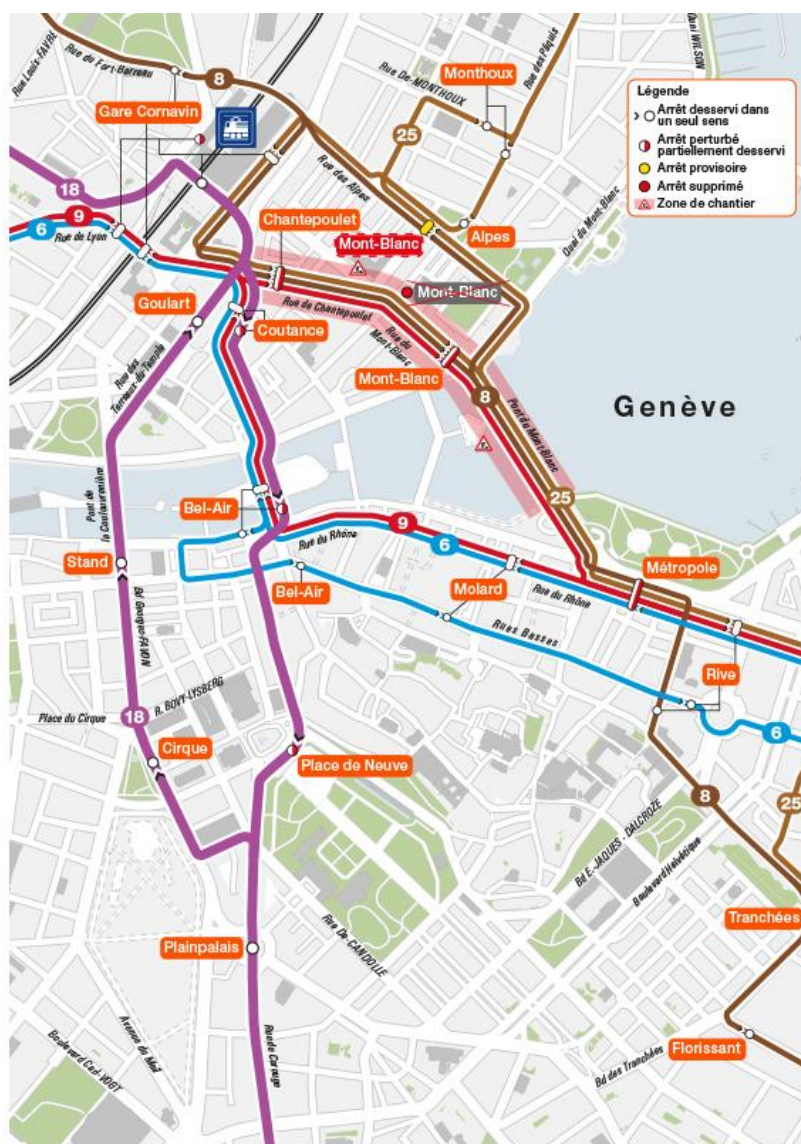 Rue Louis-FAVRE
Rue du Fort-Barreau
8
Rue De-MONTHOUX
Monthoux
Rue des Pâquis
Quai WILSON
Légende
Arrêt desservi dans
un seul sens
Arrêt perturbé
partiellement desservi
Arrêt provisoire
Arrêt supprimé
Zone de chantier
Gare Cornavin
25
18
Rue des Alpes
9
6
Rue de Lyon
Chantepoulet
Mont-Blanc
Alpes
Quai du Mont-Blanc
Mont-Blanc
Goulart
Rue de Chantepoulet
Coutance
Rue du
Mont-Blanc
Rue des
Terreaux-du-Temple
Mont-Blanc
8
Genève
Pont du Mont-Blanc
Pont de
la Coulouvrenière
Bel-Air
25
9
6
Rue du Rhône
Stand
Bel-Air
Molard
Rue du Rhône
Métropole
Bd Georges-FAVON
Rues Basses
Rive
R. BOVY-LYSBERG
18
Place du Cirque
6
Cirque
Place de Neuve
8
25
Bd E.-JAQUES-DALCROZE
Boulevard Helvétique
Tranchées
Plainpalais
Rue De-CANDOLLE
Avenue du Mail
Rue de Carouge
Boulevard Carl-VOGT
Florissant
Bd des Tranchées